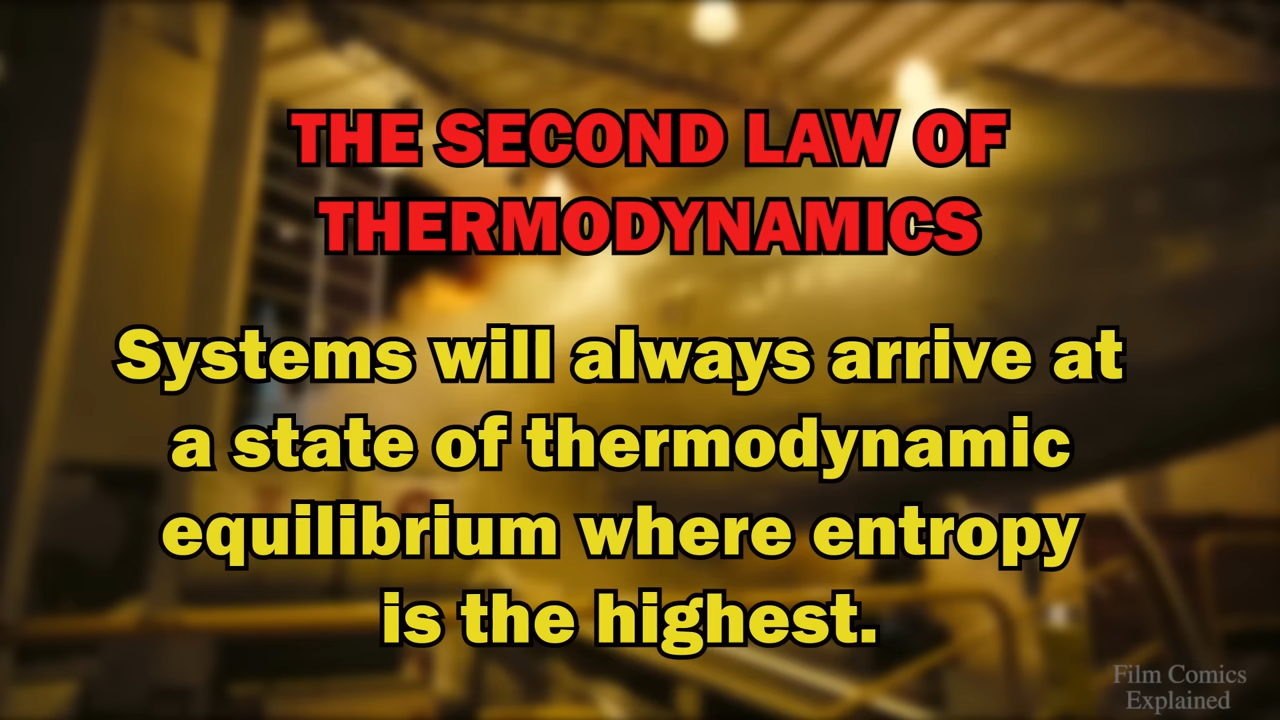 THE SECOND LAW OF
THERMODYNAMICS
Systems will always arrive at
a state of thermodynamic
equilibrium where entropy
is the highest.
Film Comics
Explained